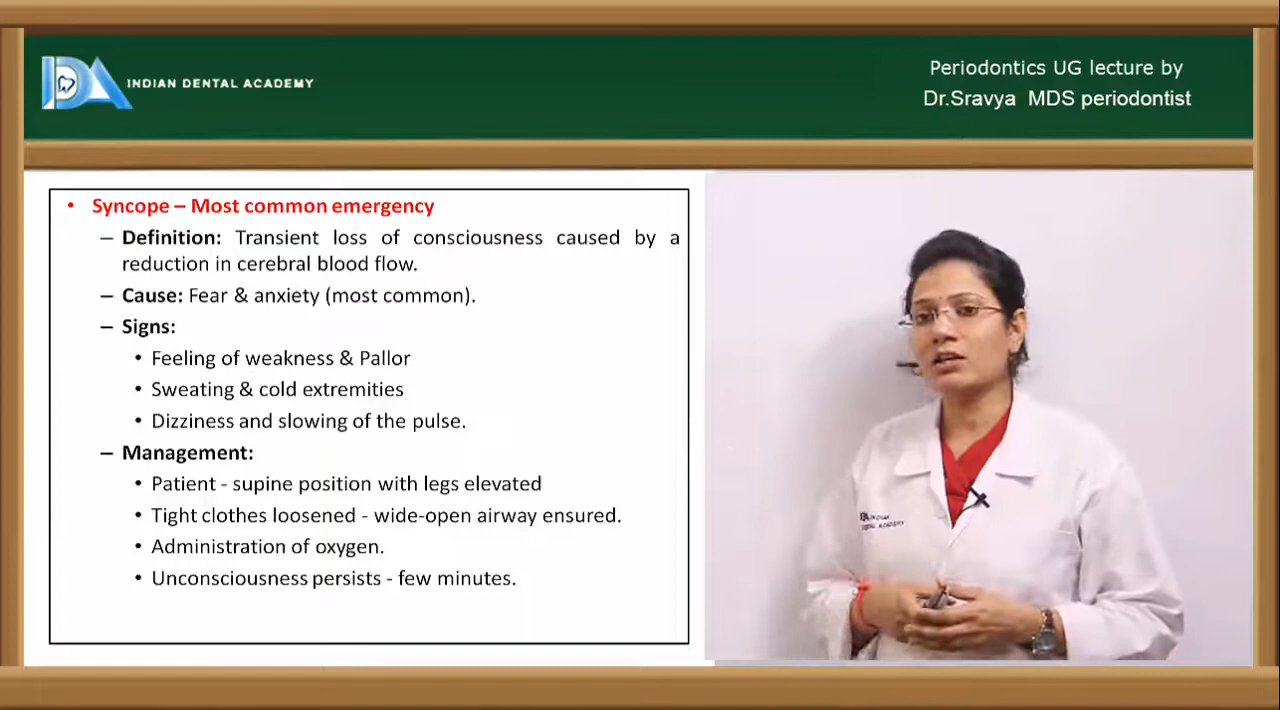 INDIAN DENTAL ACADEMY
Periodontics UG lecture by
Dr.Sravya MDS periodontist
• Syncope – Most common emergency
– Definition: Transient loss of consciousness caused by a
reduction in cerebral blood flow.
– Cause: Fear & anxiety (most common).
– Signs:
• Feeling of weakness & Pallor
• Sweating & cold extremities
• Dizziness and slowing of the pulse.
– Management:
• Patient - supine position with legs elevated
• Tight clothes loosened - wide-open airway ensured.
• Administration of oxygen.
• Unconsciousness persists - few minutes.